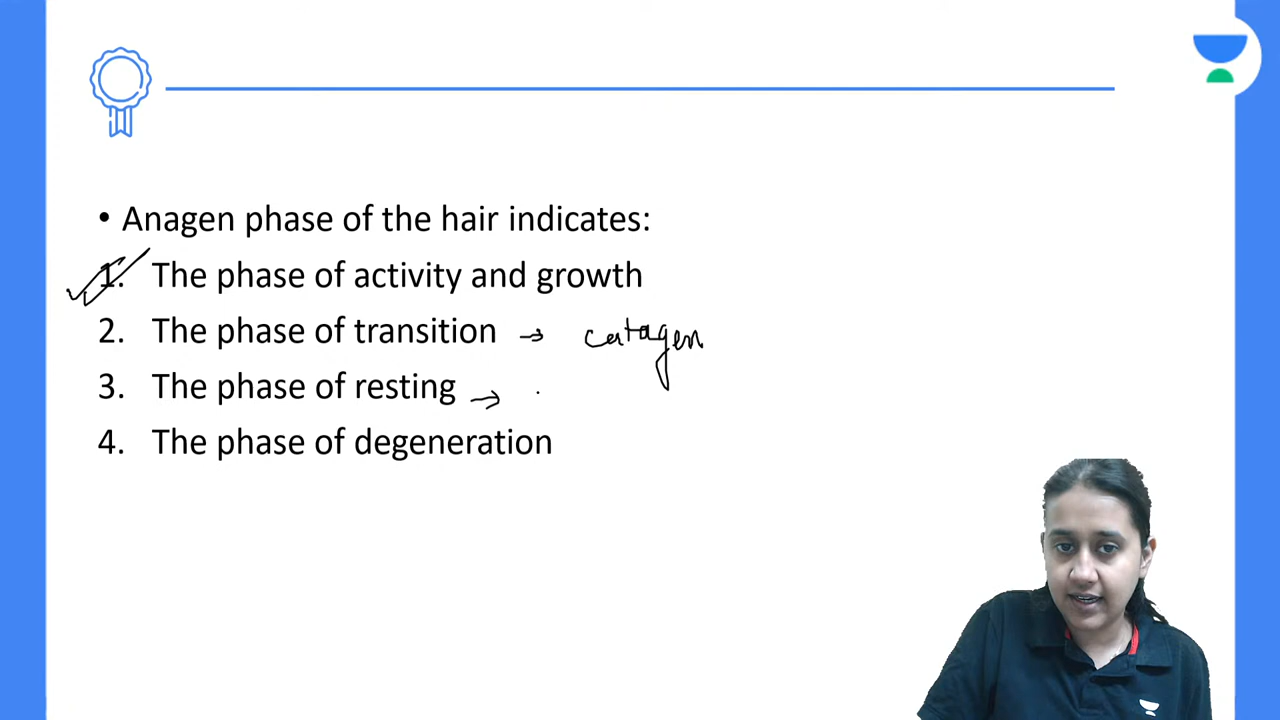 • Anagen phase of the hair indicates:
1. The phase of activity and growth
2. The phase of transition → catagen
3. The phase of resting →
4. The phase of degeneration